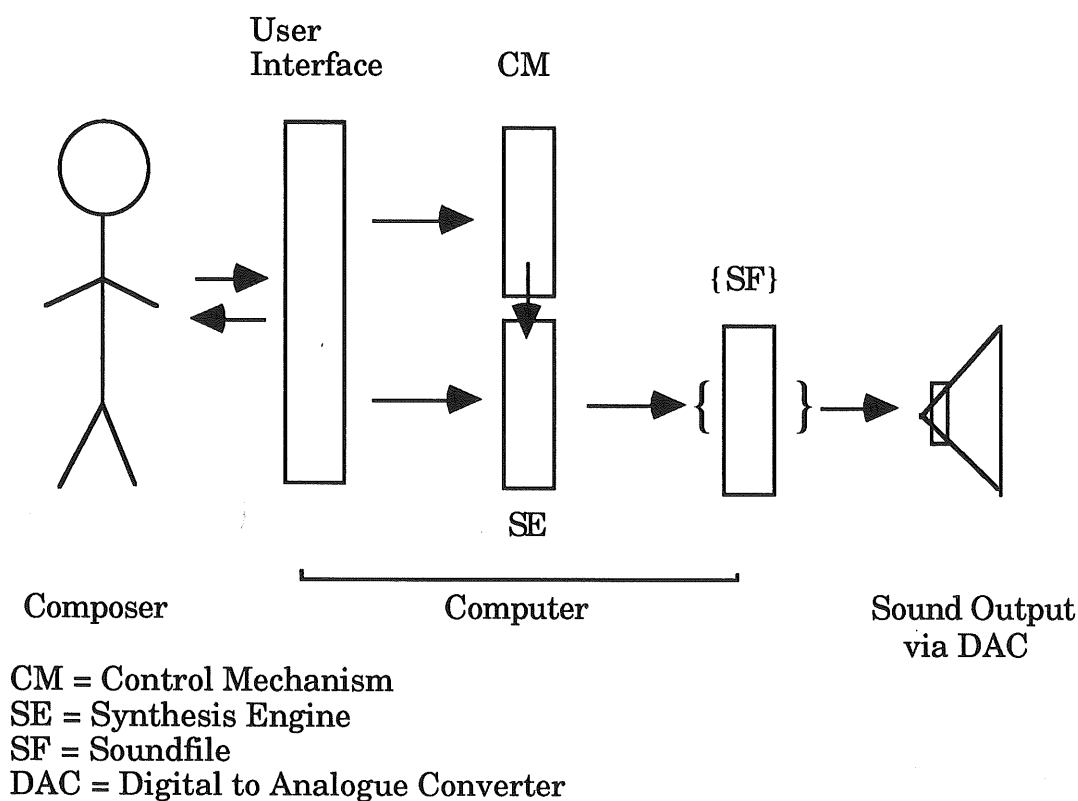 User
Interface
CM
{SF}
{ }
SE
Composer
Computer
Sound Output
via DAC
CM = Control Mechanism
SE = Synthesis Engine
SF = Soundfile
DAC = Digital to Analogue Converter